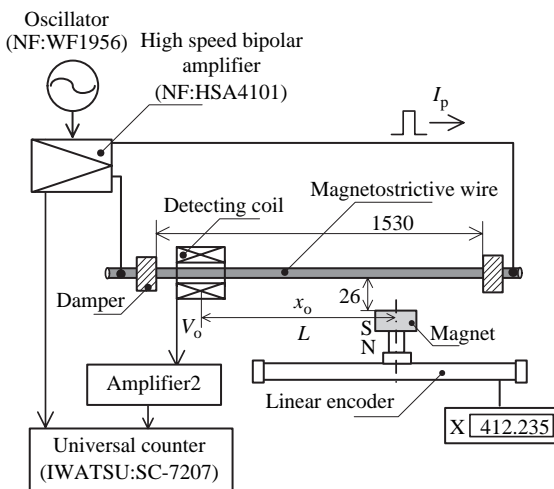 Oscillator
(NF:WF1956)
High speed bipolar
amplifier
(NF:HSA4101)
I_p
Magnetostrictive wire
Detecting coil
1530
Damper
26
x_o
L
V_o
S
N
Magnet
Amplifier2
Linear encoder
Universal counter
(IWATSU:SC-7207)
X 412.235